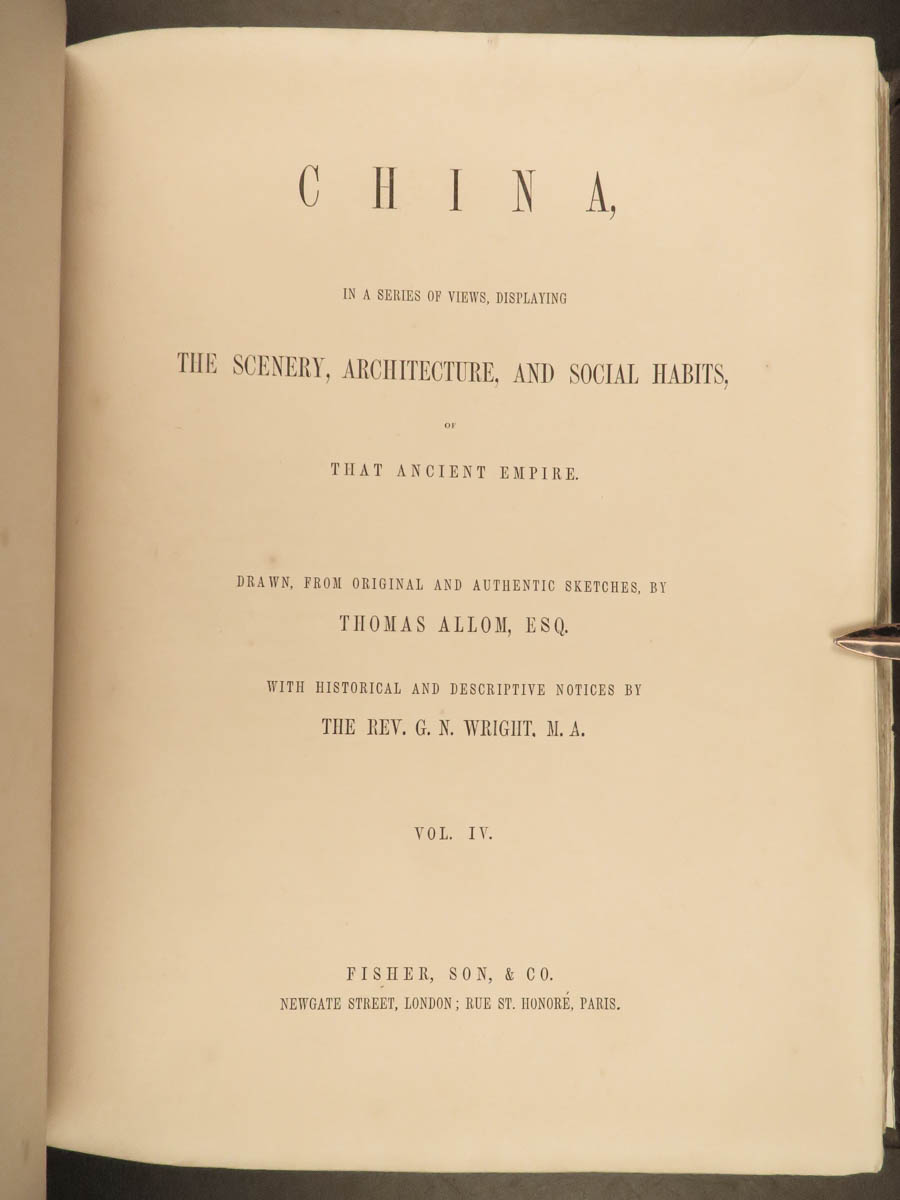 CHINA,
IN A SERIES OF VIEWS, DISPLAYING
THE SCENERY, ARCHITECTURE, AND SOCIAL HABITS,
OF
THAT ANCIENT EMPIRE.
DRAWN, FROM ORIGINAL AND AUTHENTIC SKETCHES, BY
THOMAS ALLOM, ESQ.
WITH HISTORICAL AND DESCRIPTIVE NOTICES BY
THE REV. G. N. WRIGHT, M. A.
VOL. IV.
FISHER, SON, & CO.
NEWGATE STREET, LONDON; RUE ST. HONORÉ, PARIS.